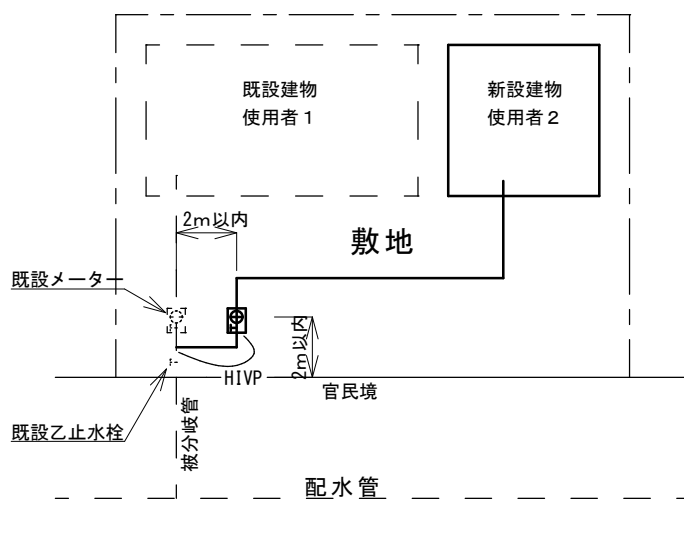 既設建物
使用者１
新設建物
使用者２
2m以内
敷地
既設メーター
2m以内
HIVP
官民境
既設乙止水栓
被分岐管
配水管